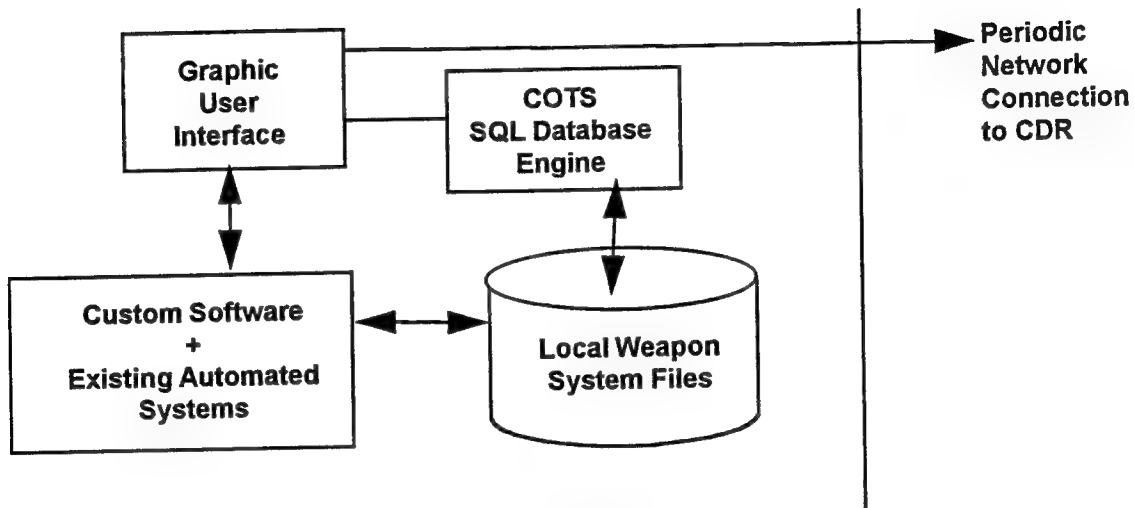 Graphic
User
Interface
COTS
SQL Database
Engine
Periodic
Network
Connection
to CDR
Custom Software
+
Existing Automated
Systems
Local Weapon
System Files